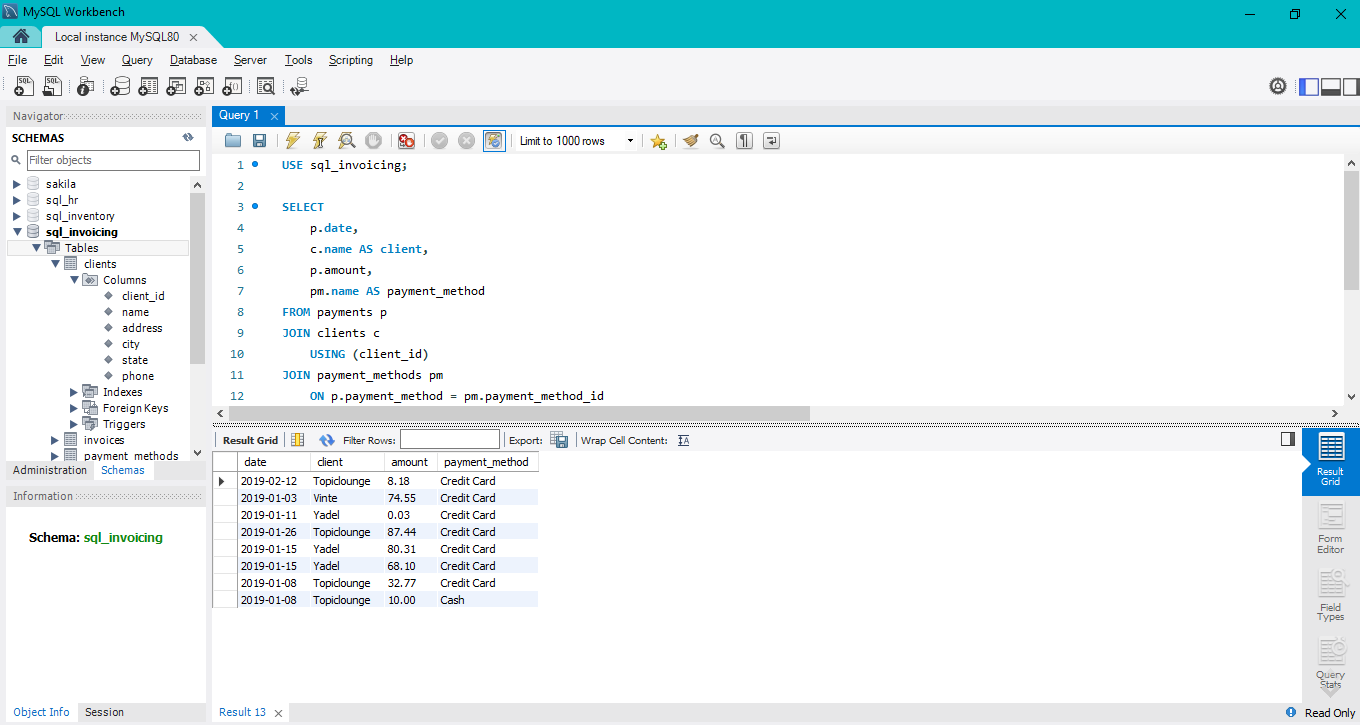 MySQL Workbench
Local instance MySQL80
File Edit View Query Database Server Tools Scripting Help
Navigator
SCHEMAS
Filter objects
sakila
sql_hr
sql_inventory
sql_invoicing
Tables
clients
Columns
client_id
name
address
city
state
phone
Indexes
Foreign Keys
Triggers
invoices
payment_methods
Administration Schemas
Information
Schema: sql_invoicing
Object Info Session
Query 1
Limit to 1000 rows
1 USE sql_invoicing;
2
3 SELECT
4 p.date,
5 c.name AS client,
6 p.amount,
7 pm.name AS payment_method
8 FROM payments p
9 JOIN clients c
10 USING (client_id)
11 JOIN payment_methods pm
12 ON p.payment_method = pm.payment_method_id
Result Grid Filter Rows: Export: Wrap Cell Content:
date client amount payment_method
2019-02-12 Topiclounge 8.18 Credit Card
2019-01-03 Vinte 74.55 Credit Card
2019-01-11 Yadel 0.03 Credit Card
2019-01-26 Topiclounge 87.44 Credit Card
2019-01-15 Yadel 80.31 Credit Card
2019-01-15 Yadel 68.10 Credit Card
2019-01-08 Topiclounge 32.77 Credit Card
2019-01-08 Topiclounge 10.00 Cash
Result
Grid
Form
Editor
Field
Types
Query
Stats
Result 13
Read Only